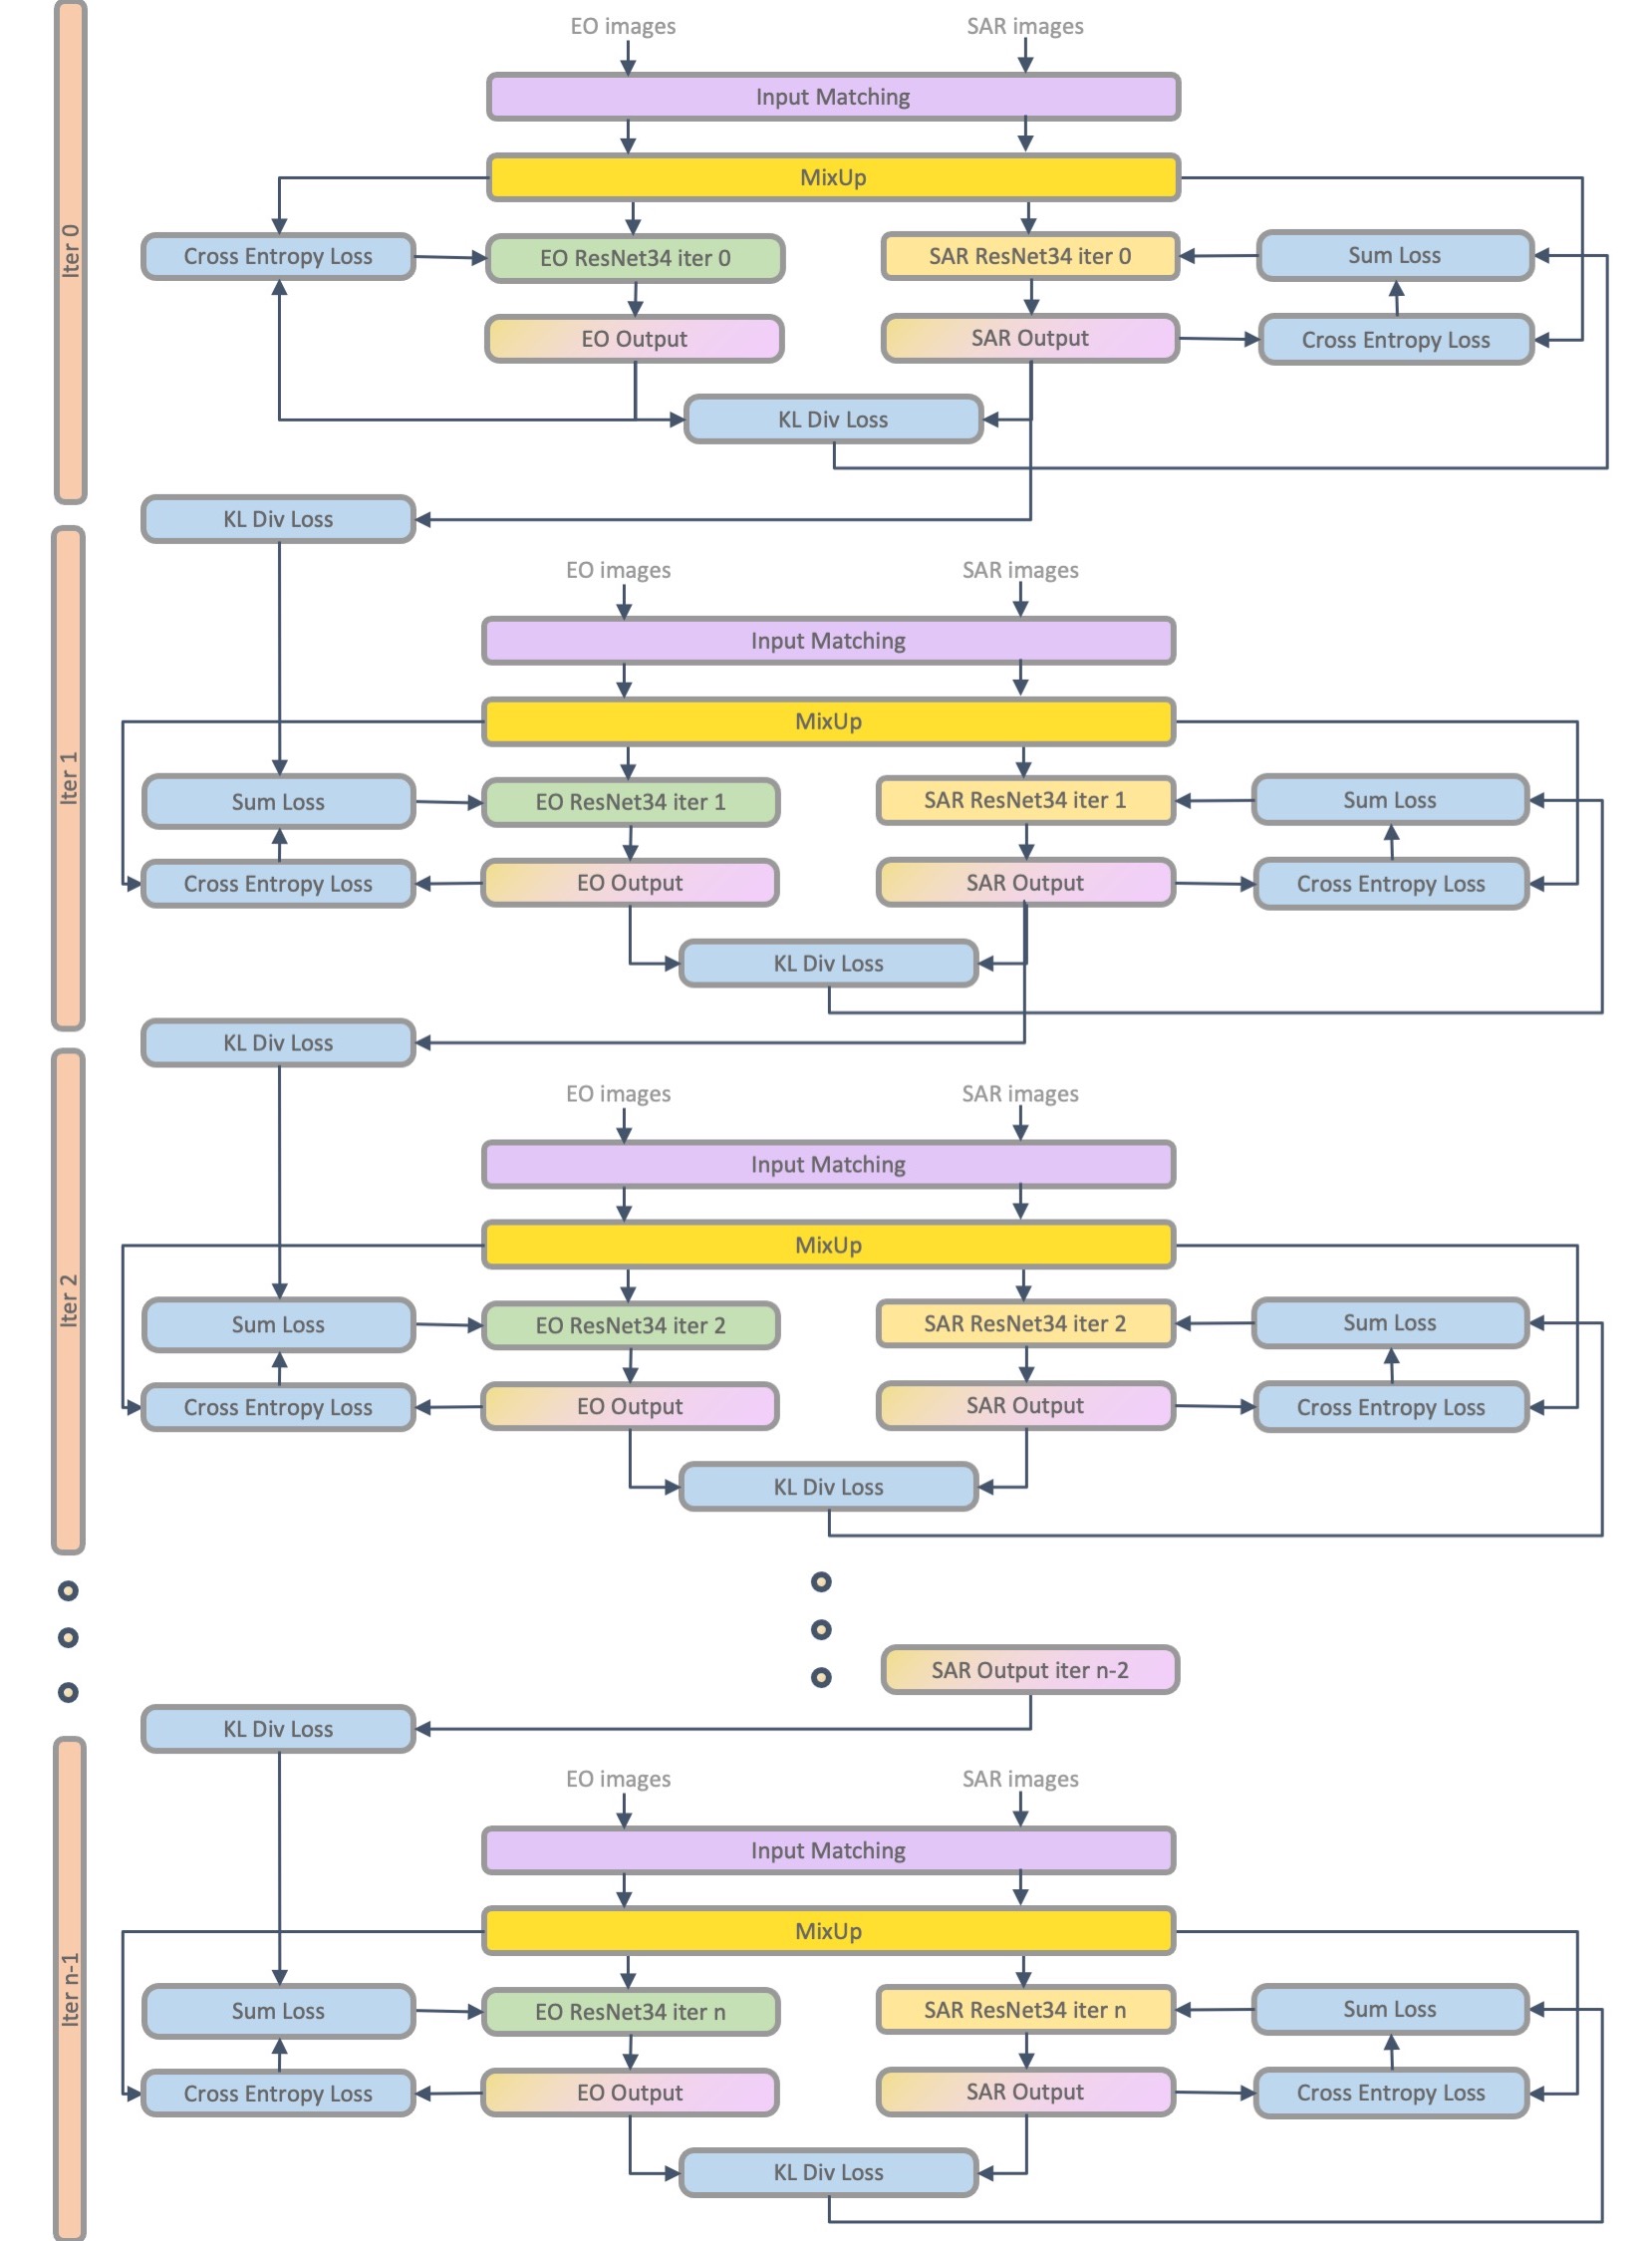 EO images
SAR images
Input Matching
MixUp
Iter 0
Cross Entropy Loss
EO ResNet34 iter 0
SAR ResNet34 iter 0
Sum Loss
EO Output
SAR Output
Cross Entropy Loss
KL Div Loss
KL Div Loss
EO images
SAR images
Input Matching
MixUp
Iter 1
Sum Loss
EO ResNet34 iter 1
SAR ResNet34 iter 1
Sum Loss
Cross Entropy Loss
EO Output
SAR Output
Cross Entropy Loss
KL Div Loss
KL Div Loss
EO images
SAR images
Input Matching
MixUp
Iter 2
Sum Loss
EO ResNet34 iter 2
SAR ResNet34 iter 2
Sum Loss
Cross Entropy Loss
EO Output
SAR Output
Cross Entropy Loss
KL Div Loss
SAR Output iter n-2
KL Div Loss
EO images
SAR images
Input Matching
MixUp
Iter n-1
Sum Loss
EO ResNet34 iter n
SAR ResNet34 iter n
Sum Loss
Cross Entropy Loss
EO Output
SAR Output
Cross Entropy Loss
KL Div Loss